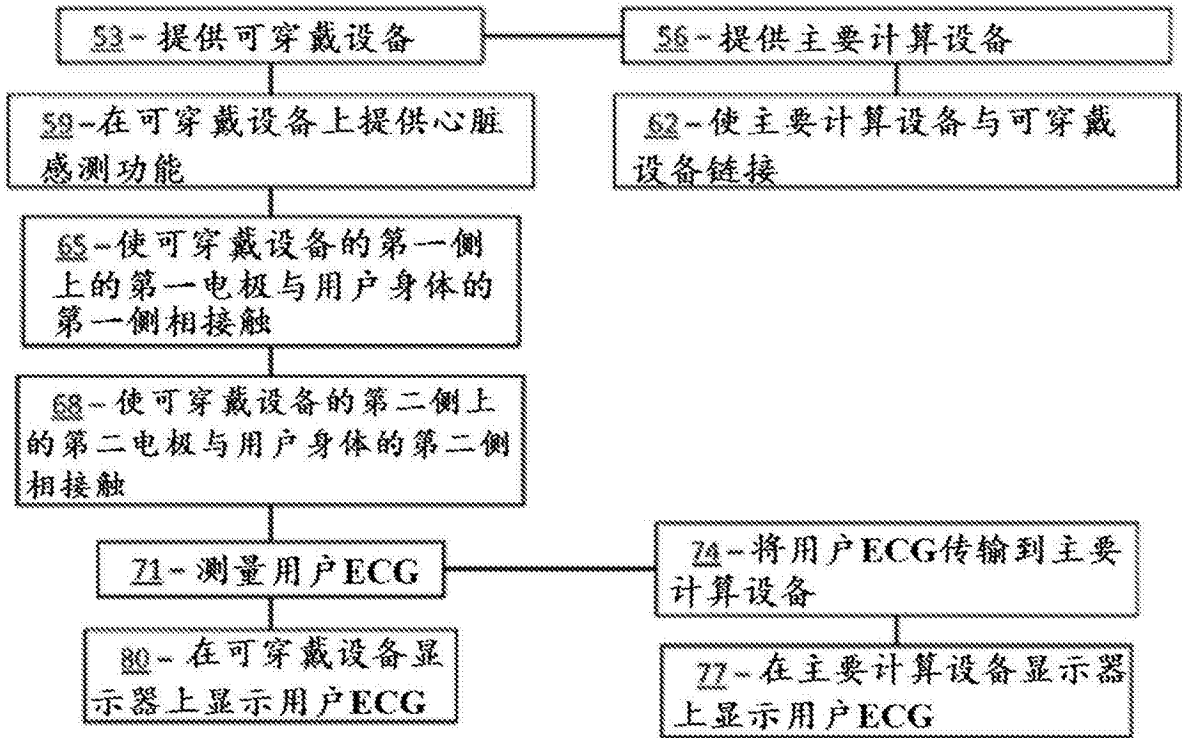 53-提供可穿戴设备
56-提供主要计算设备
59-在可穿戴设备上提供心脏
感测功能
62-使主要计算设备与可穿戴
设备链接
65-使可穿戴设备的第一侧
上的第一电极与用户身体的
第一侧相接触
68-使可穿戴设备的第二侧上
的第二电极与用户身体的第二侧
相接触
71-测量用户ECG
74-将用户ECG传输到主要
计算设备
80-在可穿戴设备显
示器上显示用户ECG
77-在主要计算设备显示器
上显示用户ECG